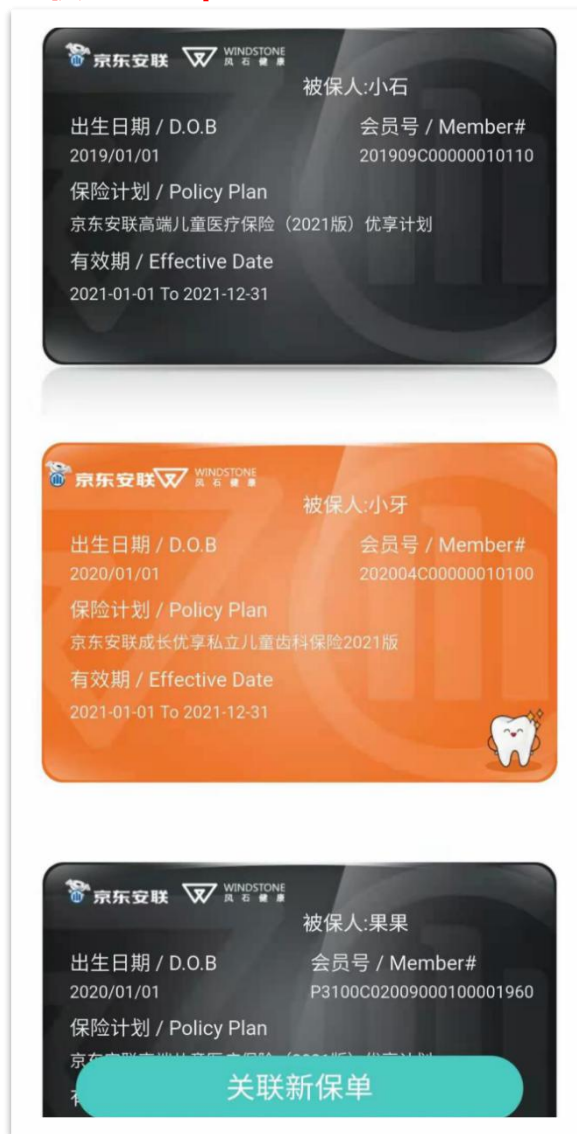 京东安联 WINDSTONE
风石健康
被保人:小石
出生日期 / D.O.B 会员号 / Member#
2019/01/01 201909C00000010110
保险计划 / Policy Plan
京东安联高端儿童医疗保险（2021版）优享计划
有效期 / Effective Date
2021-01-01 To 2021-12-31
京东安联 WINDSTONE
风石健康
被保人:小牙
出生日期 / D.O.B 会员号 / Member#
2020/01/01 202004C00000010100
保险计划 / Policy Plan
京东安联成长优享私立儿童齿科保险2021版
有效期 / Effective Date
2021-01-01 To 2021-12-31
京东安联 WINDSTONE
风石健康
被保人:果果
出生日期 / D.O.B 会员号 / Member#
2020/01/01 P3100C02009000100001960
保险计划 / Policy Plan
关联新保单